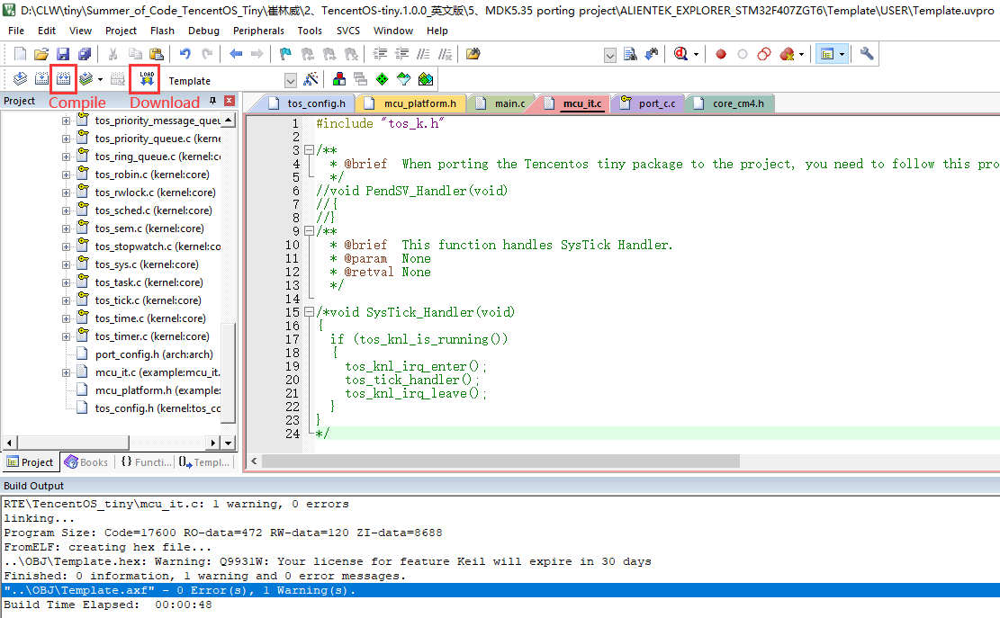 D:\CLW\tiny\Summer_of_Code_TencentOS_Tiny\崔林威\2、TencentOS-tiny.1.0.0_英文版\5、MDK5.35 porting project\ALIENTEK_EXPLORER_STM32F407ZGT6\Template\USER\Template.uvpro
File Edit View Project Flash Debug Peripherals Tools SVCS Window Help
LOAD
Template
Project
Compile
Download
tos_priority_message_queu
tos_priority_queue.c (kerne
tos_ring_queue.c (kernel:cc
tos_robin.c (kernel:core)
tos_rwlock.c (kernel:core)
tos_sched.c (kernel:core)
tos_sem.c (kernel:core)
tos_stopwatch.c (kernel:co
tos_sys.c (kernel:core)
tos_task.c (kernel:core)
tos_tick.c (kernel:core)
tos_time.c (kernel:core)
tos_timer.c (kernel:core)
port_config.h (arch:arch)
mcu_it.c (example:mcu_it.
mcu_platform.h (example:
tos_config.h (kernel:tos_cc
Project Books {} Functi... Templ...
tos_config.h mcu_platform.h main.c mcu_it.c port_c.c core_cm4.h
1 #include "tos_k.h"
2
3 /**
4 * @brief When porting the Tencentos tiny package to the project, you need to follow this pro
5 */
6 //void PendSV_Handler(void)
7 //{
8 //}
9 /**
10 * @brief This function handles SysTick Handler.
11 * @param None
12 * @retval None
13 */
14
15 /*void SysTick_Handler(void)
16 {
17 if (tos_knl_is_running())
18 {
19 tos_knl_irq_enter();
20 tos_tick_handler();
21 tos_knl_irq_leave();
22 }
23 }
24 */
Build Output
RTE\TencentOS_tiny\mcu_it.c: 1 warning, 0 errors
linking...
Program Size: Code=17600 RO-data=472 RW-data=120 ZI-data=8688
FromELF: creating hex file...
..\OBJ\Template.hex: Warning: Q9931W: Your license for feature Keil will expire in 30 days
Finished: 0 information, 1 warning and 0 error messages.
"..\OBJ\Template.axf" - 0 Error(s), 1 Warning(s).
Build Time Elapsed: 00:00:48